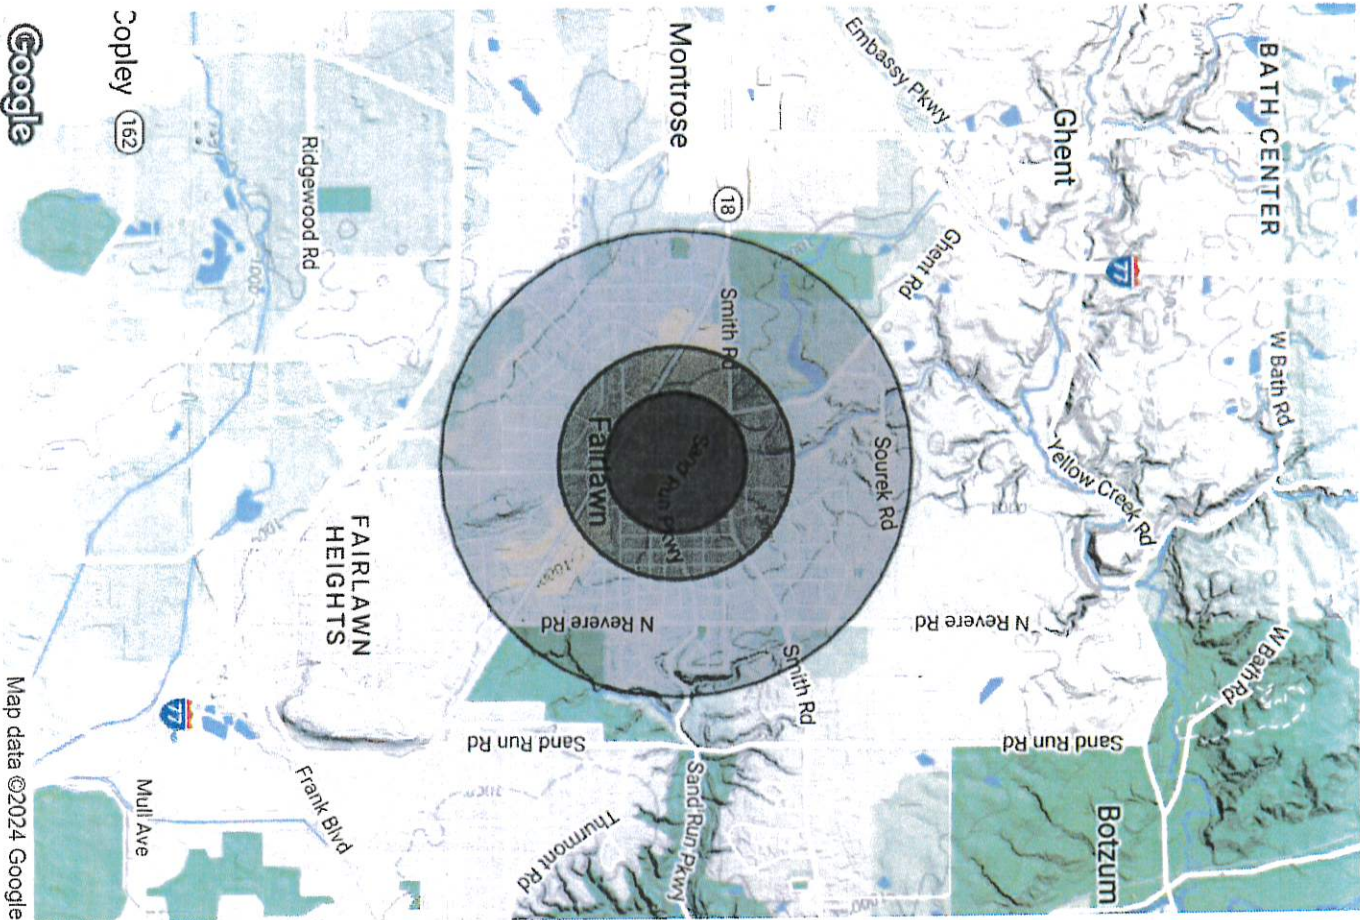 BATH CENTER
W Bath Rd
W Bath Rd
Embassy Pkwy
Ghent
77
Ghent Rd
Yellow Creek Rd
N Revere Rd
Sand Run Rd
Botzum
Montrose
18
Smith Rd
Sourek Rd
Sand Run Pkwy
Fairlawn
N Revere Rd
Smith Rd
Sand Run Rd
Sand Run Pkwy
Thurmont Rd
FAIRLAWN
HEIGHTS
Ridgewood Rd
1000
1000
1000
Copley
162
77
Frank Blvd
Mull Ave
Google
Map data ©2024 Google